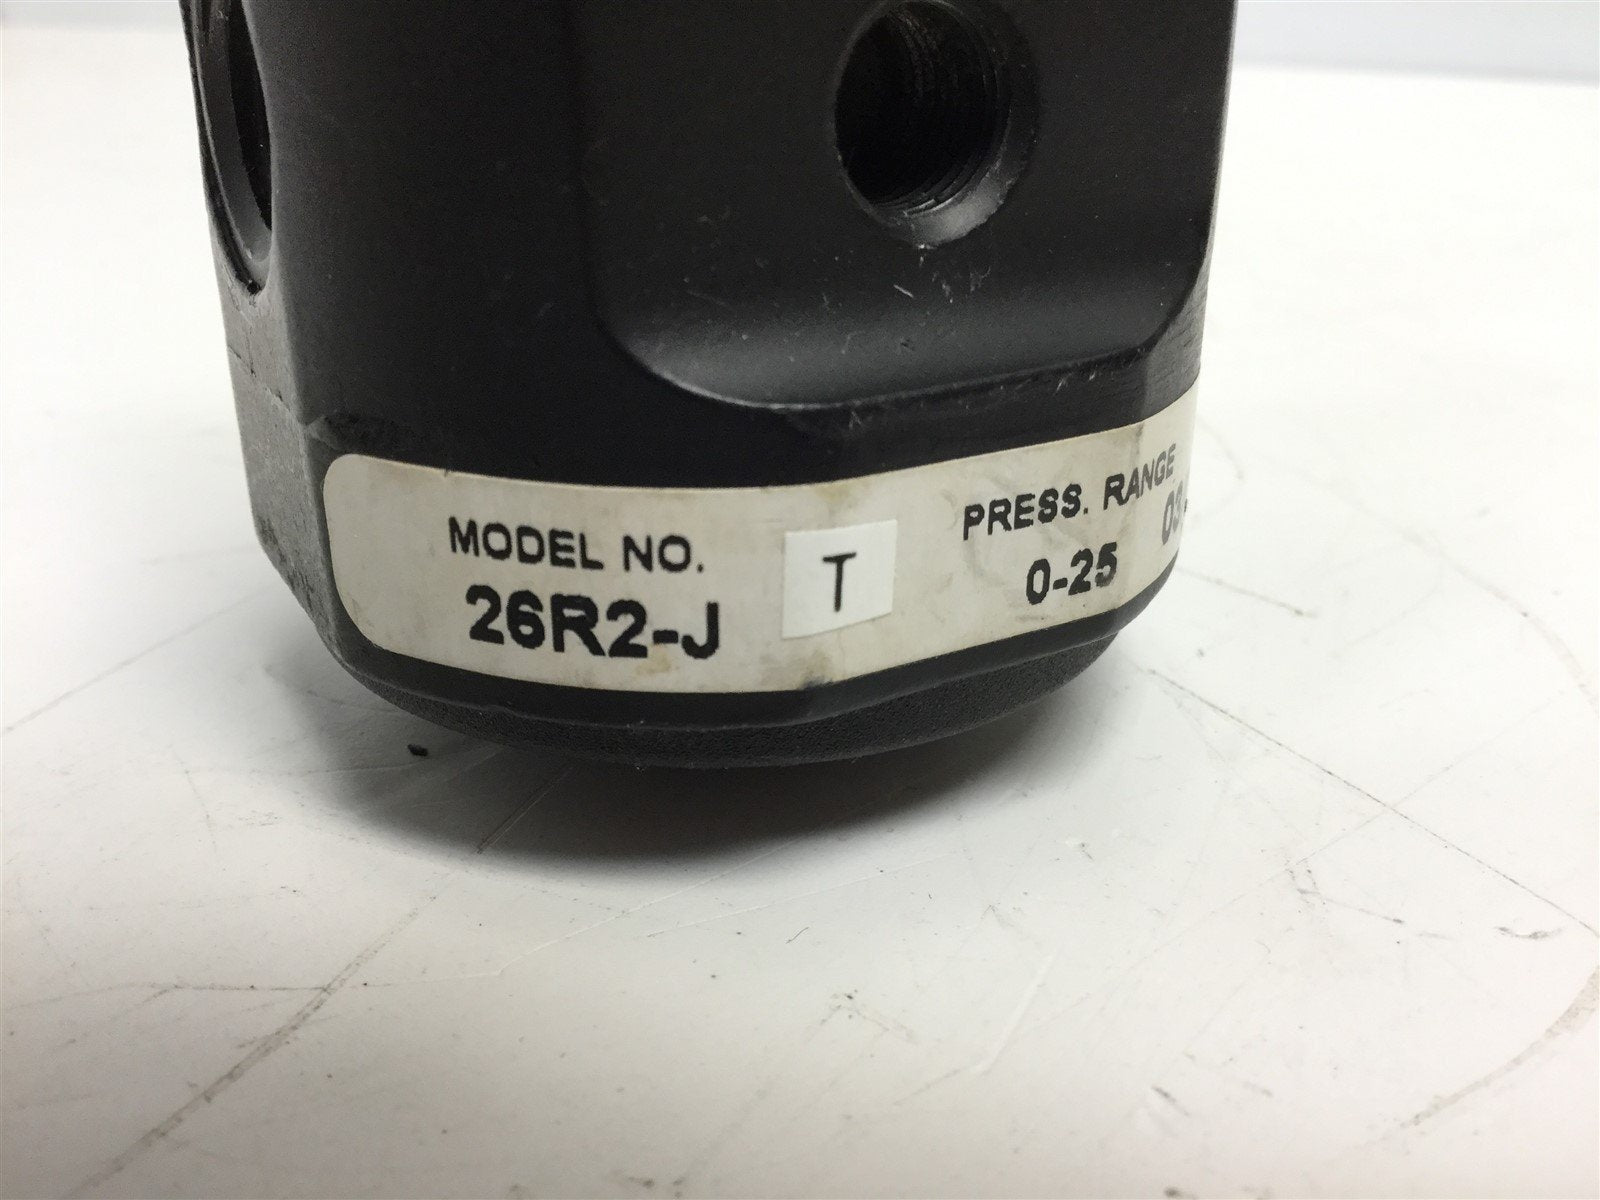 MODEL NO.
26R2-J
T
PRESS. RANGE
0-25